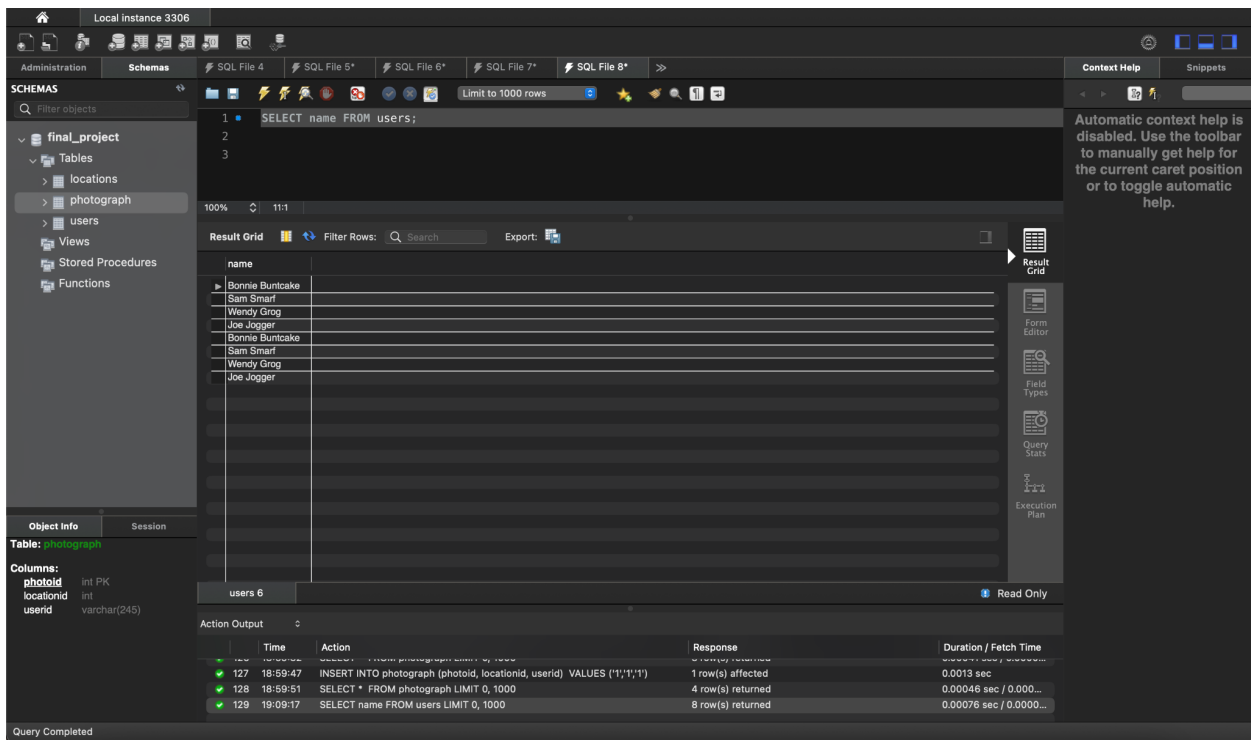 Local instance 3306
Administration Schemas
SQL File 4 SQL File 5* SQL File 6* SQL File 7* SQL File 8* >>
Context Help Snippets
SCHEMAS
Filter objects
final_project
Tables
locations
photograph
users
Views
Stored Procedures
Functions
Limit to 1000 rows
1 SELECT name FROM users;
2
3
100% 11:1
Automatic context help is
disabled. Use the toolbar
to manually get help for
the current caret position
or to toggle automatic
help.
Result Grid Filter Rows: Search Export:
name
Bonnie Buntcake
Sam Smarf
Wendy Grog
Joe Jogger
Bonnie Buntcake
Sam Smarf
Wendy Grog
Joe Jogger
Result
Grid
Form
Editor
Field
Types
Query
Stats
Execution
Plan
Object Info Session
Table: photograph
Columns:
photoid int PK
locationid int
userid varchar(245)
users 6 Read Only
Action Output
Time Action Response Duration / Fetch Time
127 18:59:47 INSERT INTO photograph (photoid, locationid, userid) VALUES ('1','1','1') 1 row(s) affected 0.0013 sec
128 18:59:51 SELECT * FROM photograph LIMIT 0, 1000 4 row(s) returned 0.00046 sec / 0.000...
129 19:09:17 SELECT name FROM users LIMIT 0, 1000 8 row(s) returned 0.00076 sec / 0.0000...
Query Completed